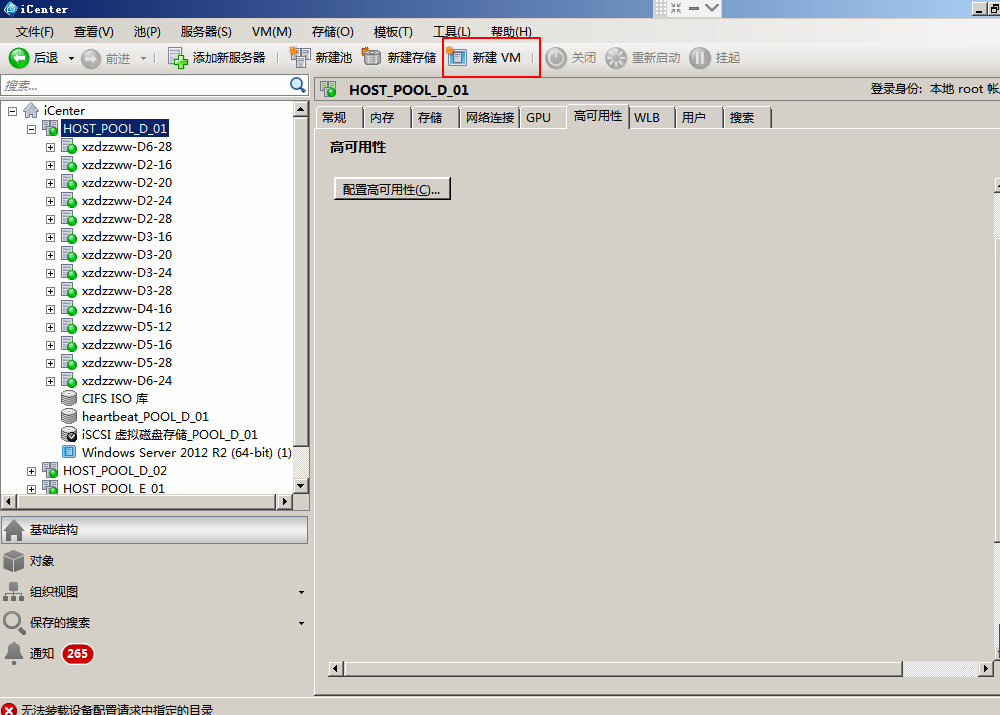 iCenter
文件(F) 查看(V) 池(P) 服务器(S) VM(M) 存储(O) 模板(T) 工具(L) 帮助(H)
后退 前进 添加新服务器 新建池 新建存储 新建 VM 关闭 重新启动 挂起
搜索...
HOST_POOL_D_01 登录身份: 本地 root 帐
常规 内存 存储 网络连接 GPU 高可用性 WLB 用户 搜索
高可用性
配置高可用性(C)...
iCenter
HOST_POOL_D_01
xzdzzww-D6-28
xzdzzww-D2-16
xzdzzww-D2-20
xzdzzww-D2-24
xzdzzww-D2-28
xzdzzww-D3-16
xzdzzww-D3-20
xzdzzww-D3-24
xzdzzww-D3-28
xzdzzww-D4-16
xzdzzww-D5-12
xzdzzww-D5-16
xzdzzww-D5-28
xzdzzww-D6-24
CIFS ISO 库
heartbeat_POOL_D_01
iSCSI 虚拟磁盘存储_POOL_D_01
Windows Server 2012 R2 (64-bit) (1)
HOST_POOL_D_02
HOST_POOL_E_01
基础结构
对象
组织视图
保存的搜索
通知 265
无法装载设备配置请求中指定的目录